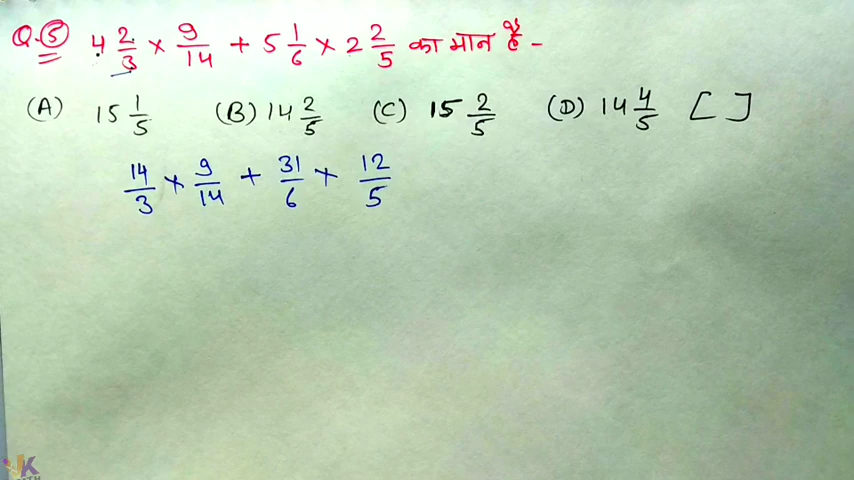 Q.⑤ 4 2/3 × 9/14 + 5 1/6 × 2 2/5 का मान है -
(A) 15 1/5 (B) 14 2/5 (C) 15 2/5 (D) 14 4/5 [ ]
14/3 × 9/14 + 31/6 × 12/5